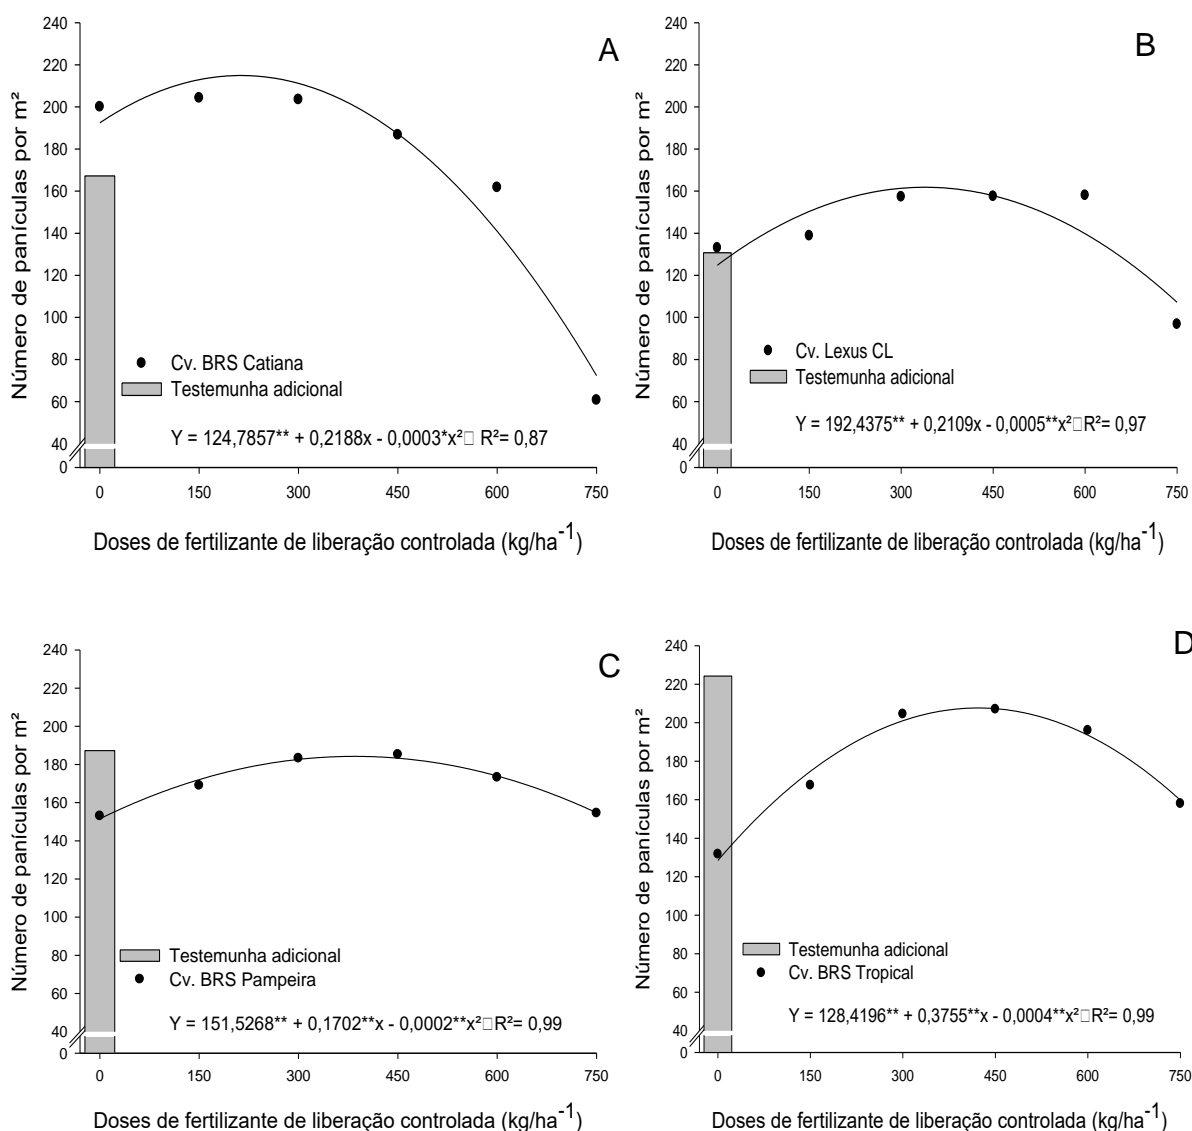 A
Número de panículas por m²
240
220
200
180
160
140
120
100
80
60
40
0
Cv. BRS Catiana
Testemunha adicional
Y = 124,7857** + 0,2188x - 0,0003*x²□ R²= 0,87
0 150 300 450 600 750
Doses de fertilizante de liberação controlada (kg/ha⁻¹)
B
Número de panículas por m²
240
220
200
180
160
140
120
100
80
60
40
0
Cv. Lexus CL
Testemunha adicional
Y = 192,4375** + 0,2109x - 0,0005**x²□ R²= 0,97
0 150 300 450 600 750
Doses de fertilizante de liberação controlada (kg/ha⁻¹)
C
Número de panículas por m²
240
220
200
180
160
140
120
100
80
60
40
0
Testemunha adicional
Cv. BRS Pampeira
Y = 151,5268** + 0,1702**x - 0,0002**x²□R²= 0,99
0 150 300 450 600 750
Doses de fertilizante de liberação controlada (kg/ha⁻¹)
D
Número de panículas por m²
240
220
200
180
160
140
120
100
80
60
40
0
Testemunha adicional
Cv. BRS Tropical
Y = 128,4196** + 0,3755**x - 0,0004**x²□R²= 0,99
0 150 300 450 600 750
Doses de fertilizante de liberação controlada (kg/ha⁻¹)